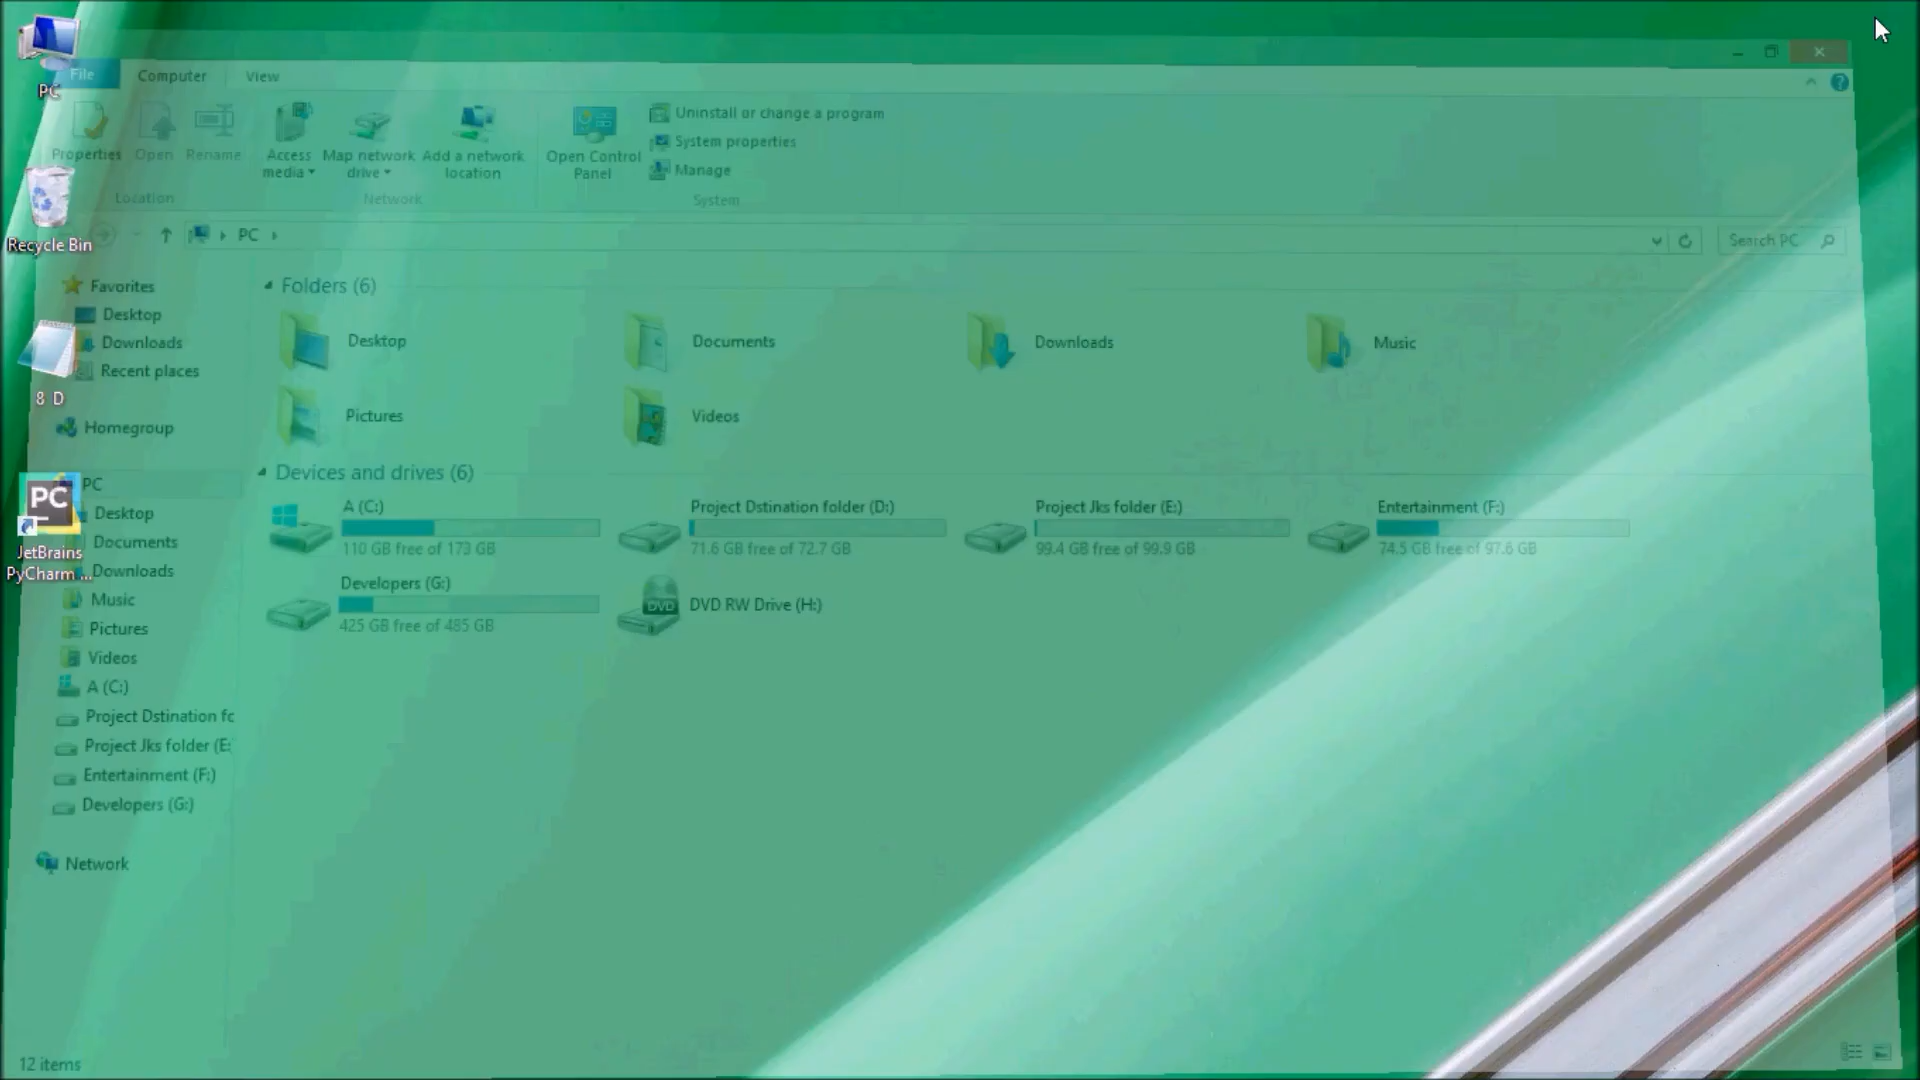 PC
Recycle Bin
8 D
PC
JetBrains
PyCharm ...
File
Computer
View
Properties
Open
Rename
Location
Access
media
Map network
drive
Add a network
location
Network
Open Control
Panel
Uninstall or change a program
System properties
Manage
System
PC
Search PC
Favorites
Desktop
Downloads
Recent places
Homegroup
PC
Desktop
Documents
Downloads
Music
Pictures
Videos
A (C:)
Project Dstination fc
Project Jks folder (E:
Entertainment (F:)
Developers (G:)
Network
Folders (6)
Desktop
Documents
Downloads
Music
Pictures
Videos
Devices and drives (6)
A (C:)
110 GB free of 173 GB
Project Dstination folder (D:)
71.6 GB free of 72.7 GB
Project Jks folder (E:)
99.4 GB free of 99.9 GB
Entertainment (F:)
74.5 GB free of 97.6 GB
Developers (G:)
425 GB free of 485 GB
DVD
DVD RW Drive (H:)
12 items